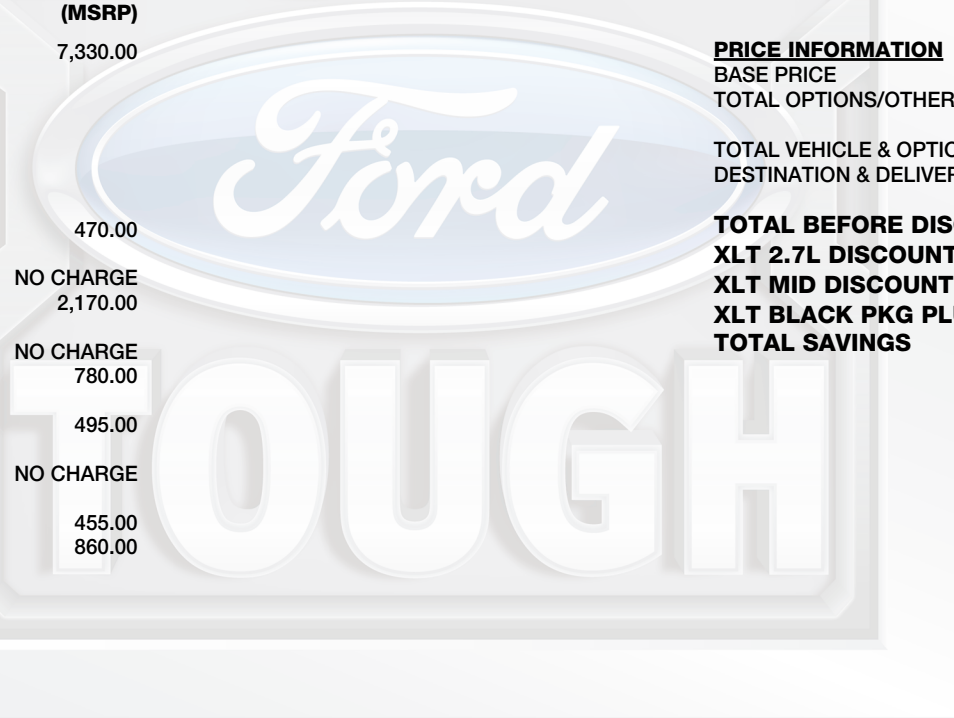 (MSRP)
7,330.00
470.00
NO CHARGE
2,170.00
NO CHARGE
780.00
495.00
NO CHARGE
455.00
860.00
Ford
TOUGH
PRICE INFORMATION
BASE PRICE
TOTAL OPTIONS/OTHER
TOTAL VEHICLE & OPTIO
DESTINATION & DELIVER
TOTAL BEFORE DISC
XLT 2.7L DISCOUNT
XLT MID DISCOUNT
XLT BLACK PKG PLU
TOTAL SAVINGS